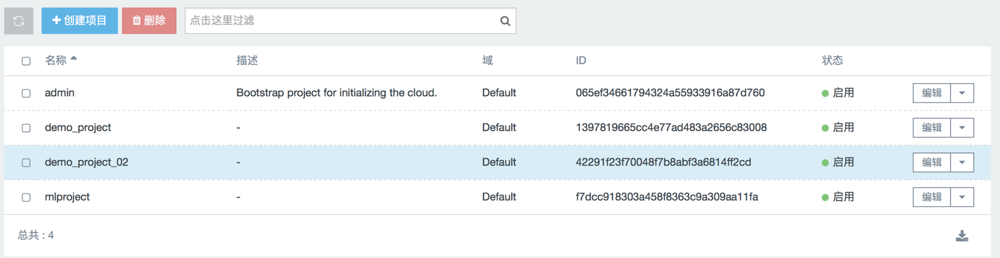 创建项目 删除 点击这里过滤
名称 描述 域 ID 状态
admin Bootstrap project for initializing the cloud. Default 065ef34661794324a55933916a87d760 启用 编辑
demo_project - Default 1397819665cc4e77ad483a2656c83008 启用 编辑
demo_project_02 - Default 42291f23f70048f7b8abf3a6814ff2cd 启用 编辑
mlproject - Default f7dcc918303a458f8363c9a309aa11fa 启用 编辑
总共 : 4